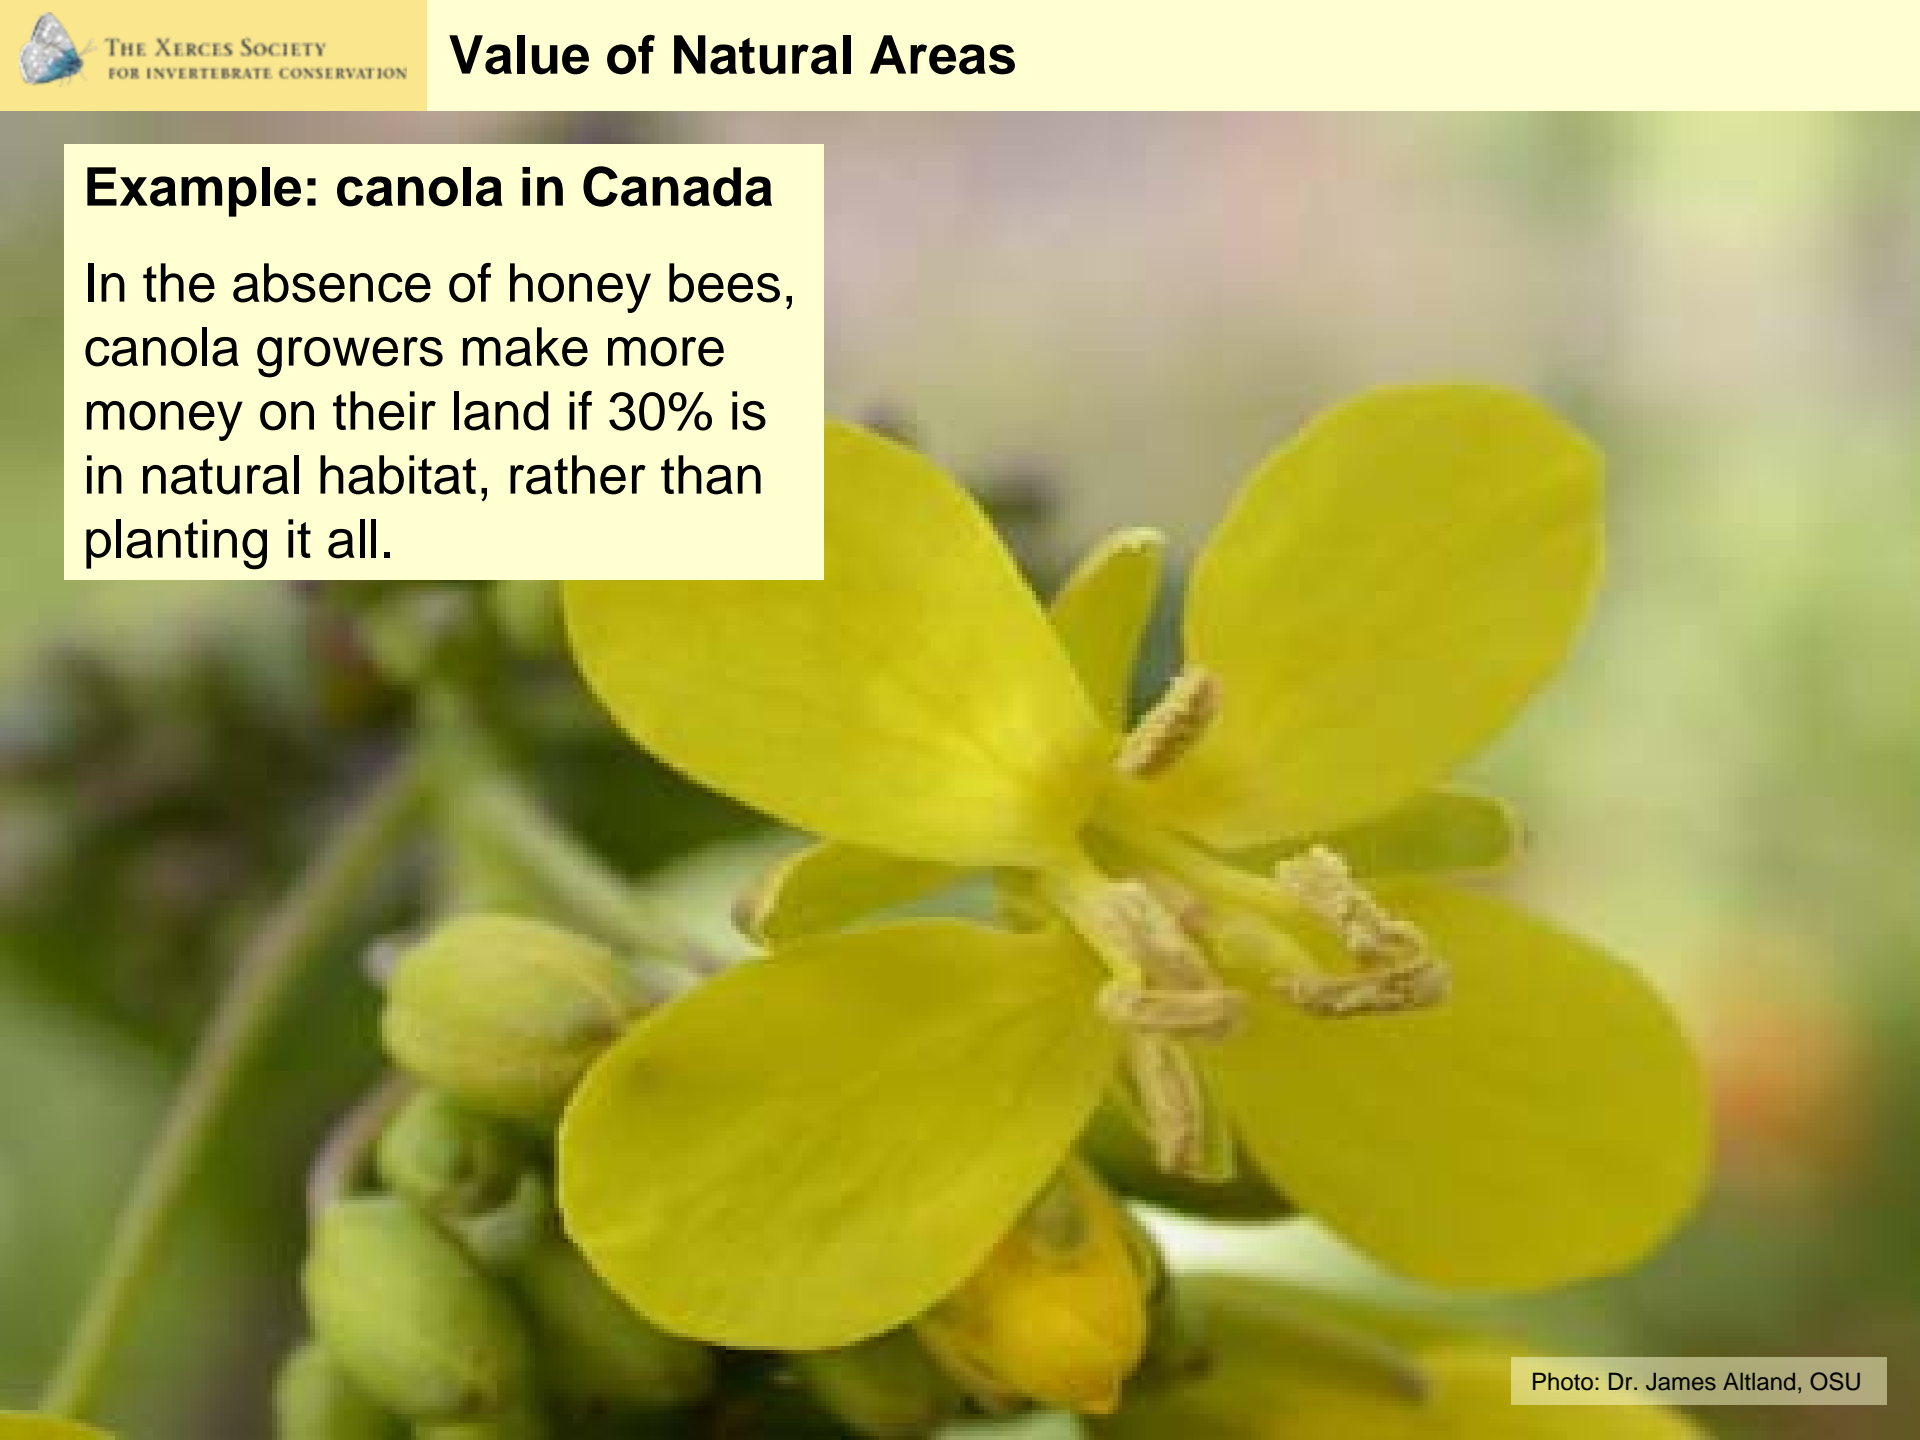 THE XERCES SOCIETY
FOR INVERTEBRATE CONSERVATION
Value of Natural Areas
Example: canola in Canada
In the absence of honey bees,
canola growers make more
money on their land if 30% is
in natural habitat, rather than
planting it all.
Photo: Dr. James Altland, OSU